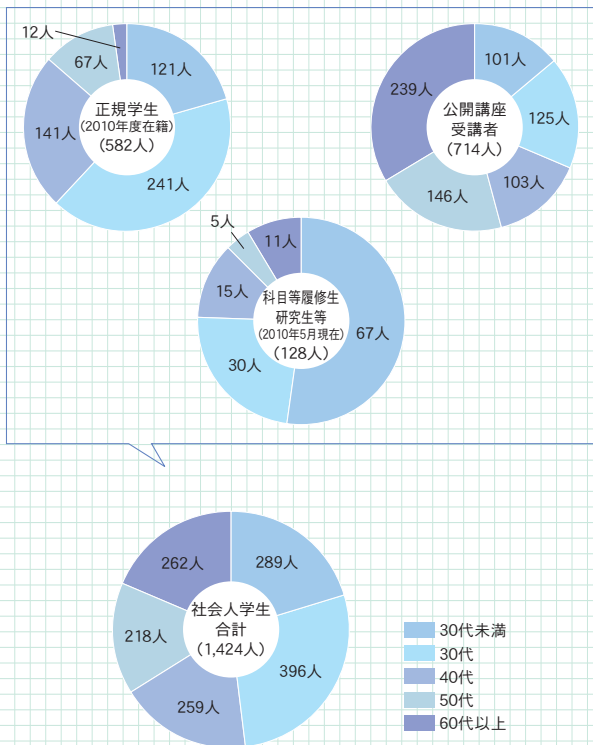 12人
67人
121人
141人
正規学生
（2010年度在籍）
（582人）
241人
101人
239人
公開講座
受講者
（714人）
125人
103人
146人
5人
11人
15人
科目等履修生
研究生等
（2010年5月現在）
（128人）
67人
30人
262人
289人
社会人学生
合計
（1,424人）
218人
396人
259人
30代未満
30代
40代
50代
60代以上